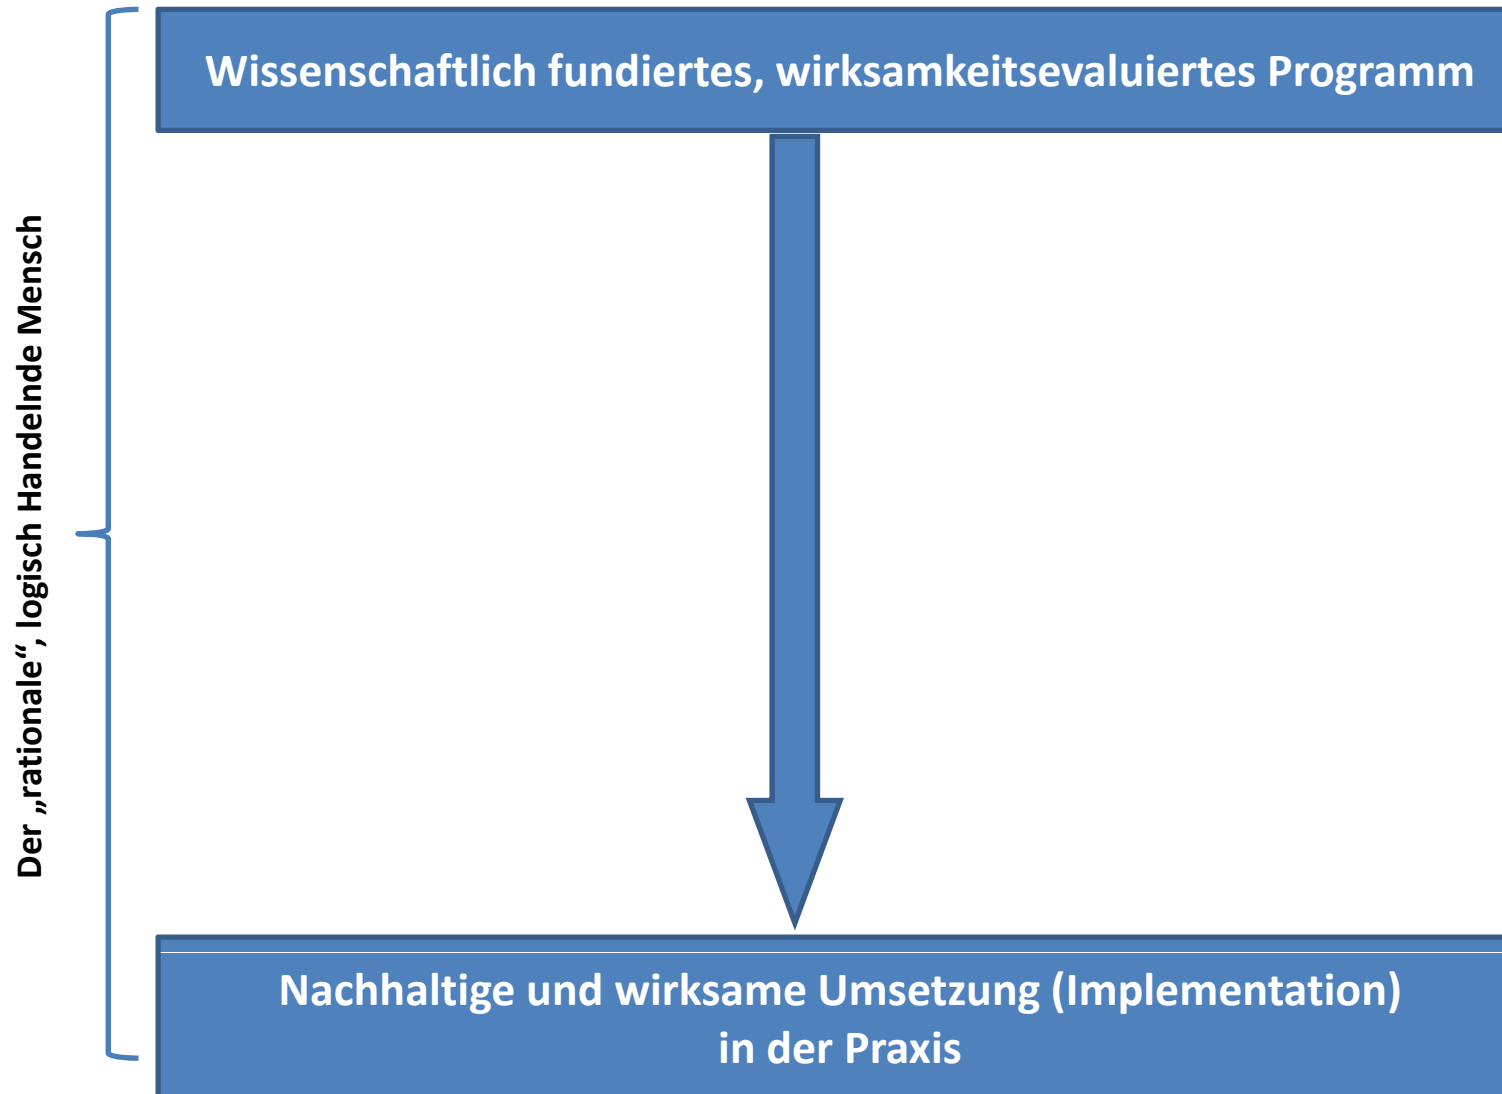 Wissenschaftlich fundiertes, wirksamkeitsevaluiertes Programm
Der „rationale“, logisch Handelnde Mensch
Nachhaltige und wirksame Umsetzung (Implementation)
in der Praxis